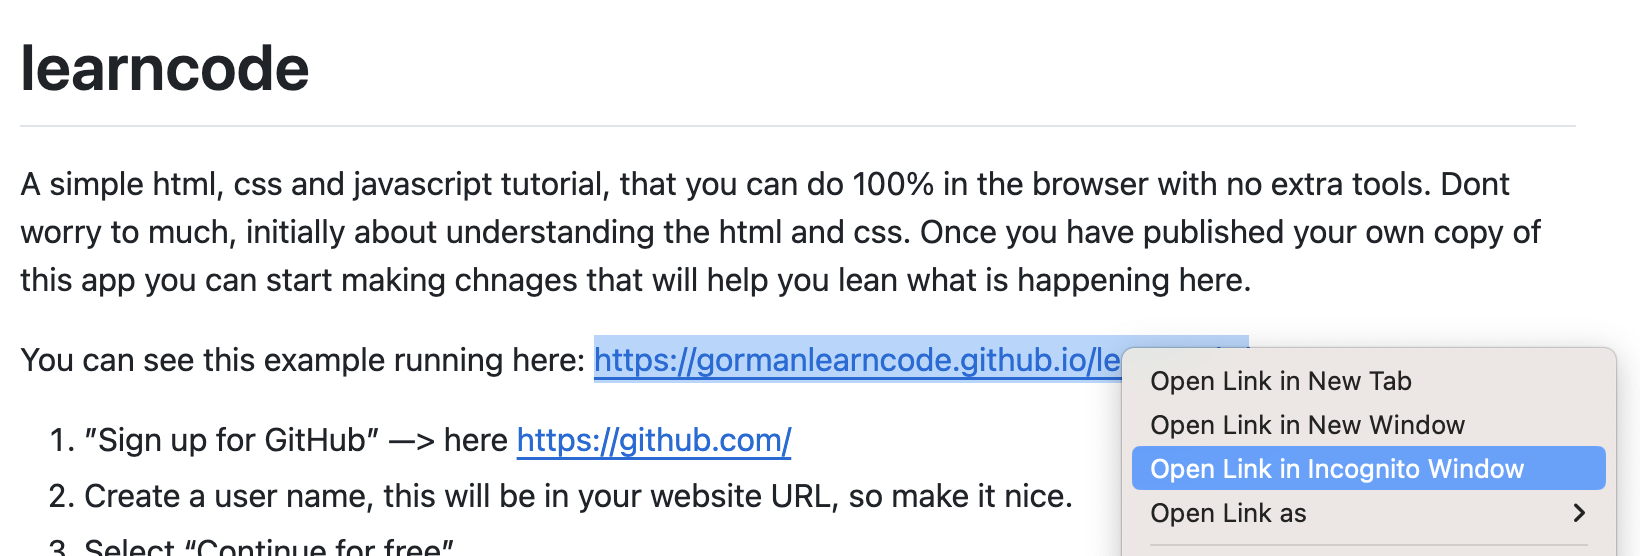 learncode
A simple html, css and javascript tutorial, that you can do 100% in the browser with no extra tools. Dont
worry to much, initially about understanding the html and css. Once you have published your own copy of
this app you can start making chnages that will help you lean what is happening here.
You can see this example running here: https://gormanlearncode.github.io/le
Open Link in New Tab
Open Link in New Window
Open Link in Incognito Window
Open Link as
1. ”Sign up for GitHub” —> here https://github.com/
2. Create a user name, this will be in your website URL, so make it nice.
3. Select “Continue for free”